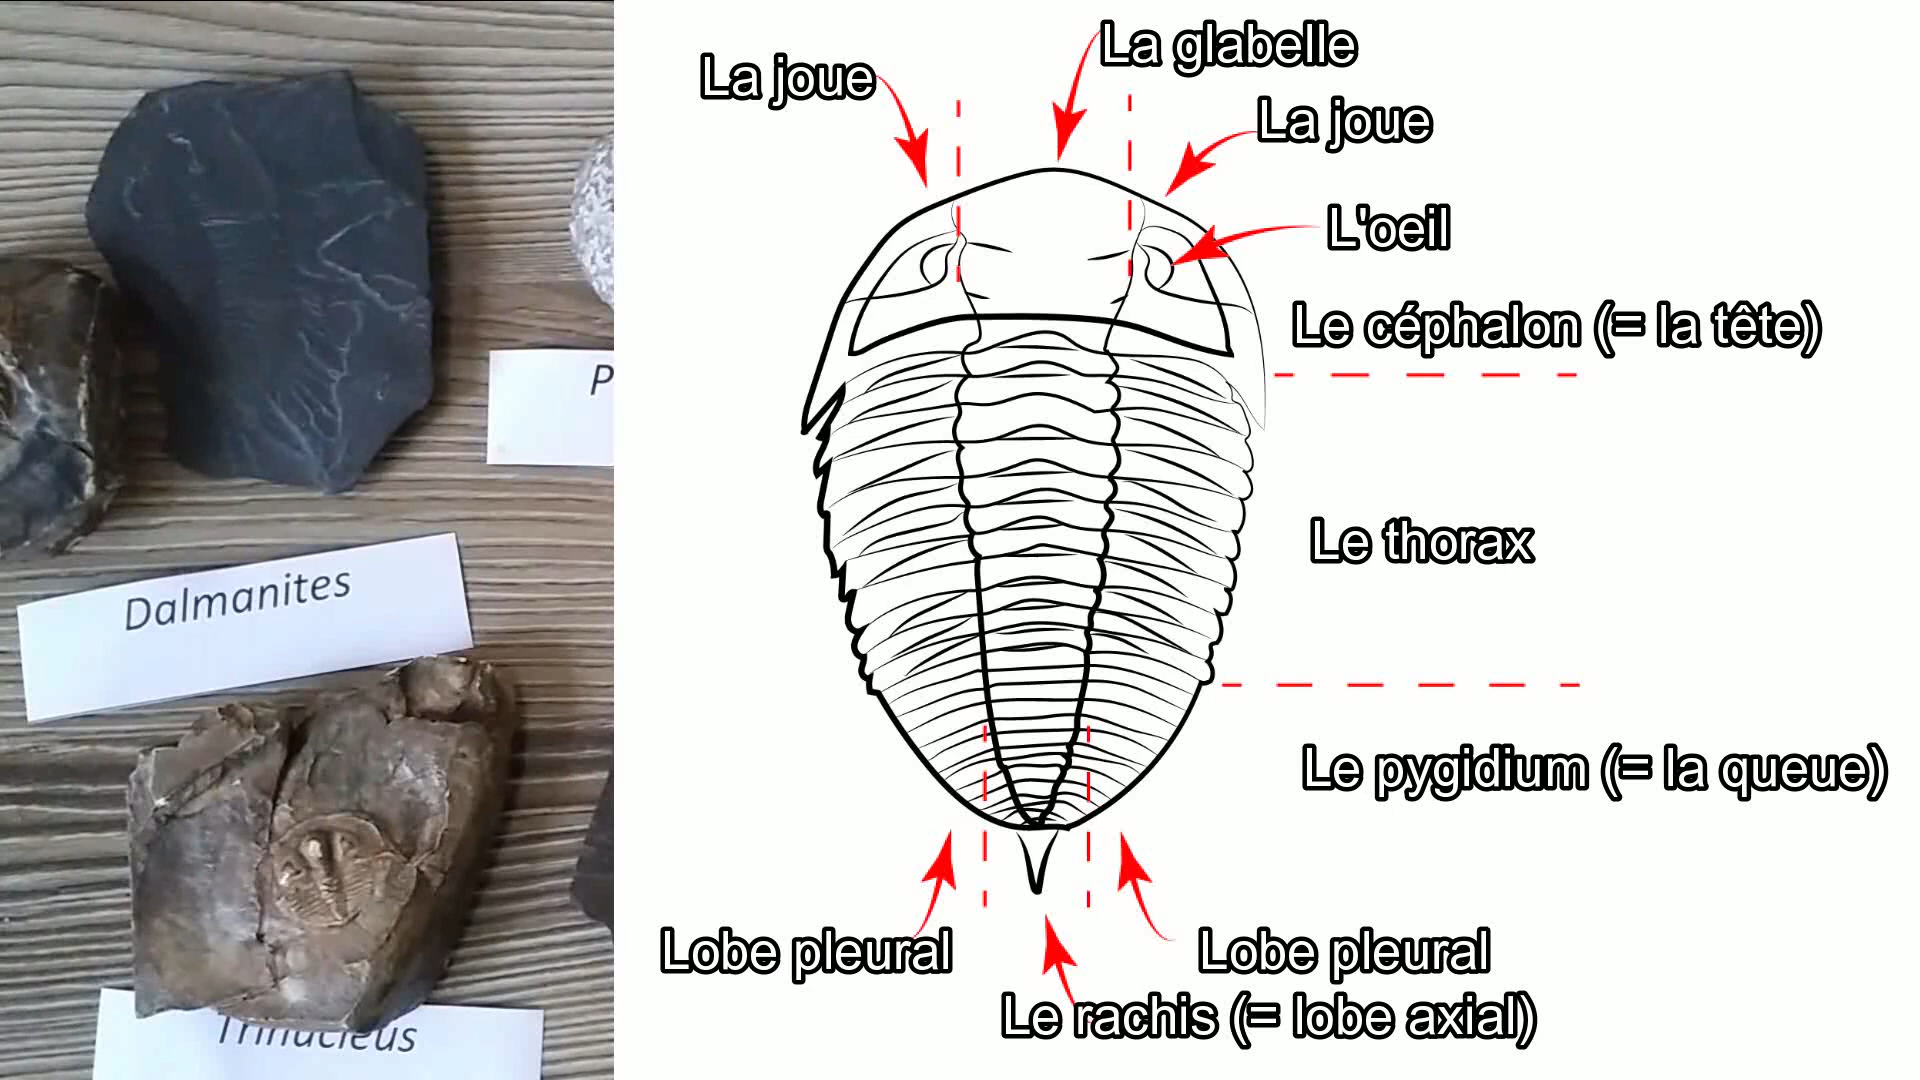 La glabelle
La joue
La joue
L'oeil
Le céphalon (= la tête)
P
Le thorax
Dalmanites
Le pygidium (= la queue)
Lobe pleural
Lobe pleural
Le rachis (= lobe axial)
Trinucleus